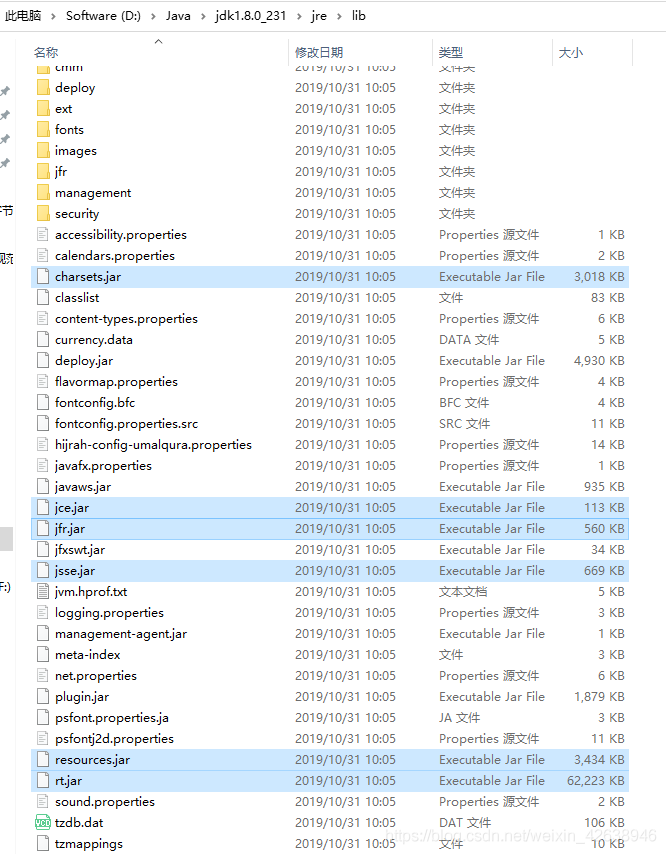 此电脑 › Software (D:) › Java › jdk1.8.0_231 › jre › lib
名称 修改日期 类型 大小
cmm 2019/10/31 10:05 文件夹
deploy 2019/10/31 10:05 文件夹
ext 2019/10/31 10:05 文件夹
fonts 2019/10/31 10:05 文件夹
images 2019/10/31 10:05 文件夹
jfr 2019/10/31 10:05 文件夹
management 2019/10/31 10:05 文件夹
security 2019/10/31 10:05 文件夹
accessibility.properties 2019/10/31 10:05 Properties 源文件 1 KB
calendars.properties 2019/10/31 10:05 Properties 源文件 2 KB
charsets.jar 2019/10/31 10:05 Executable Jar File 3,018 KB
classlist 2019/10/31 10:05 文件 83 KB
content-types.properties 2019/10/31 10:05 Properties 源文件 6 KB
currency.data 2019/10/31 10:05 DATA 文件 5 KB
deploy.jar 2019/10/31 10:05 Executable Jar File 4,930 KB
flavormap.properties 2019/10/31 10:05 Properties 源文件 4 KB
fontconfig.bfc 2019/10/31 10:05 BFC 文件 4 KB
fontconfig.properties.src 2019/10/31 10:05 SRC 文件 11 KB
hijrah-config-umalqura.properties 2019/10/31 10:05 Properties 源文件 14 KB
javafx.properties 2019/10/31 10:05 Properties 源文件 1 KB
javaws.jar 2019/10/31 10:05 Executable Jar File 935 KB
jce.jar 2019/10/31 10:05 Executable Jar File 113 KB
jfr.jar 2019/10/31 10:05 Executable Jar File 560 KB
jfxswt.jar 2019/10/31 10:05 Executable Jar File 34 KB
jsse.jar 2019/10/31 10:05 Executable Jar File 669 KB
jvm.hprof.txt 2019/10/31 10:05 文本文档 5 KB
logging.properties 2019/10/31 10:05 Properties 源文件 3 KB
management-agent.jar 2019/10/31 10:05 Executable Jar File 1 KB
meta-index 2019/10/31 10:05 文件 3 KB
net.properties 2019/10/31 10:05 Properties 源文件 6 KB
plugin.jar 2019/10/31 10:05 Executable Jar File 1,879 KB
psfont.properties.ja 2019/10/31 10:05 JA 文件 3 KB
psfontj2d.properties 2019/10/31 10:05 Properties 源文件 11 KB
resources.jar 2019/10/31 10:05 Executable Jar File 3,434 KB
rt.jar 2019/10/31 10:05 Executable Jar File 62,223 KB
sound.properties 2019/10/31 10:05 Properties 源文件 2 KB
tzdb.dat 2019/10/31 10:05 DAT 文件 106 KB
tzmappings 2019/10/31 10:05 文件 10 KB
https://blog.csdn.net/weixin_42638946